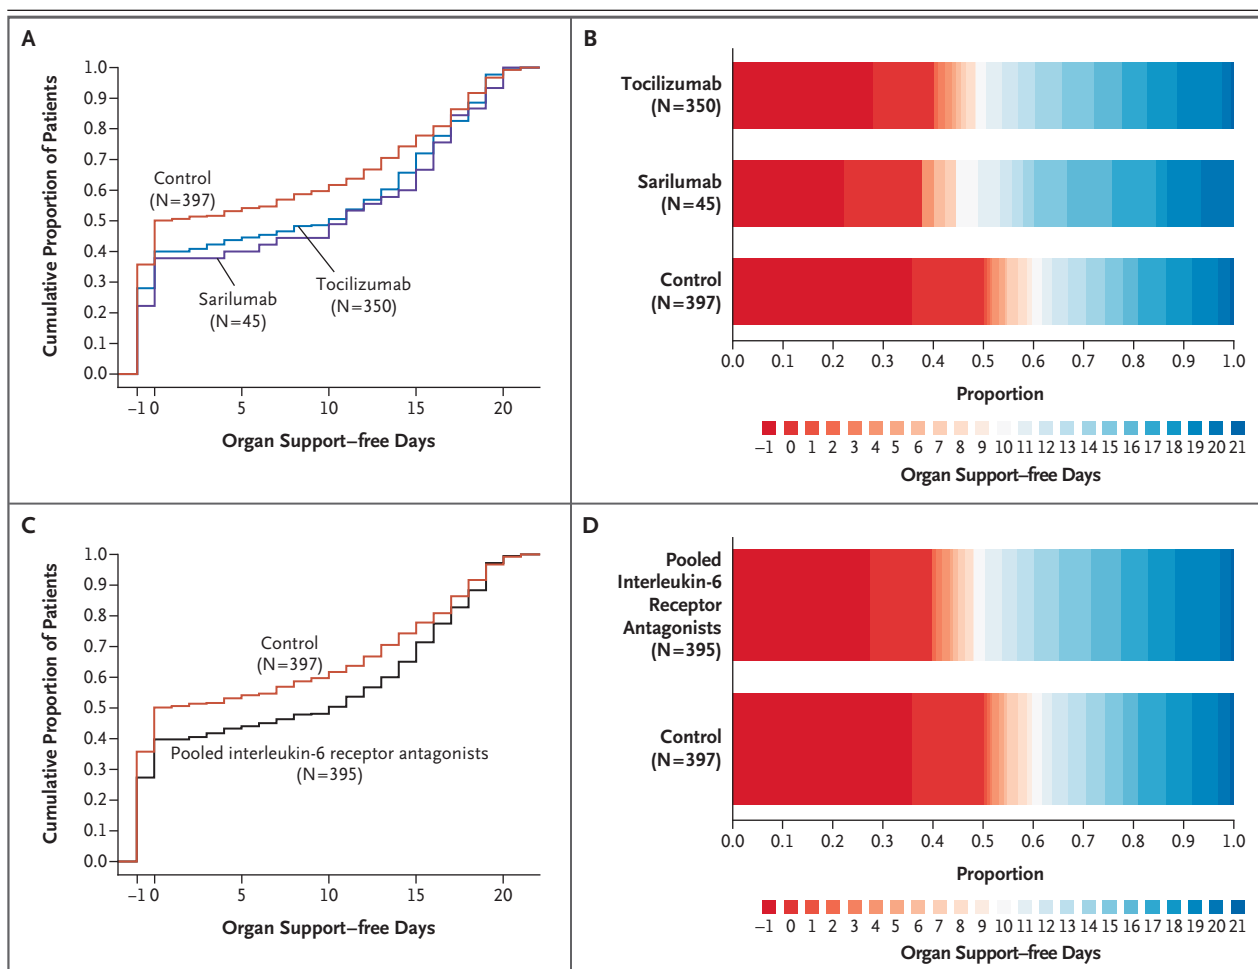 A
Cumulative Proportion of Patients
1.0
0.9
0.8
0.7
0.6
0.5
0.4
0.3
0.2
0.1
0.0
Control
(N=397)
Sarilumab
(N=45)
Tocilizumab
(N=350)
−1 0 5 10 15 20
Organ Support–free Days
B
Tocilizumab
(N=350)
Sarilumab
(N=45)
Control
(N=397)
0.0 0.1 0.2 0.3 0.4 0.5 0.6 0.7 0.8 0.9 1.0
Proportion
−1 0 1 2 3 4 5 6 7 8 9 10 11 12 13 14 15 16 17 18 19 20 21
Organ Support–free Days
C
Cumulative Proportion of Patients
1.0
0.9
0.8
0.7
0.6
0.5
0.4
0.3
0.2
0.1
0.0
Control
(N=397)
Pooled interleukin-6 receptor antagonists
(N=395)
−1 0 5 10 15 20
Organ Support–free Days
D
Pooled
Interleukin-6
Receptor
Antagonists
(N=395)
Control
(N=397)
0.0 0.1 0.2 0.3 0.4 0.5 0.6 0.7 0.8 0.9 1.0
Proportion
−1 0 1 2 3 4 5 6 7 8 9 10 11 12 13 14 15 16 17 18 19 20 21
Organ Support–free Days